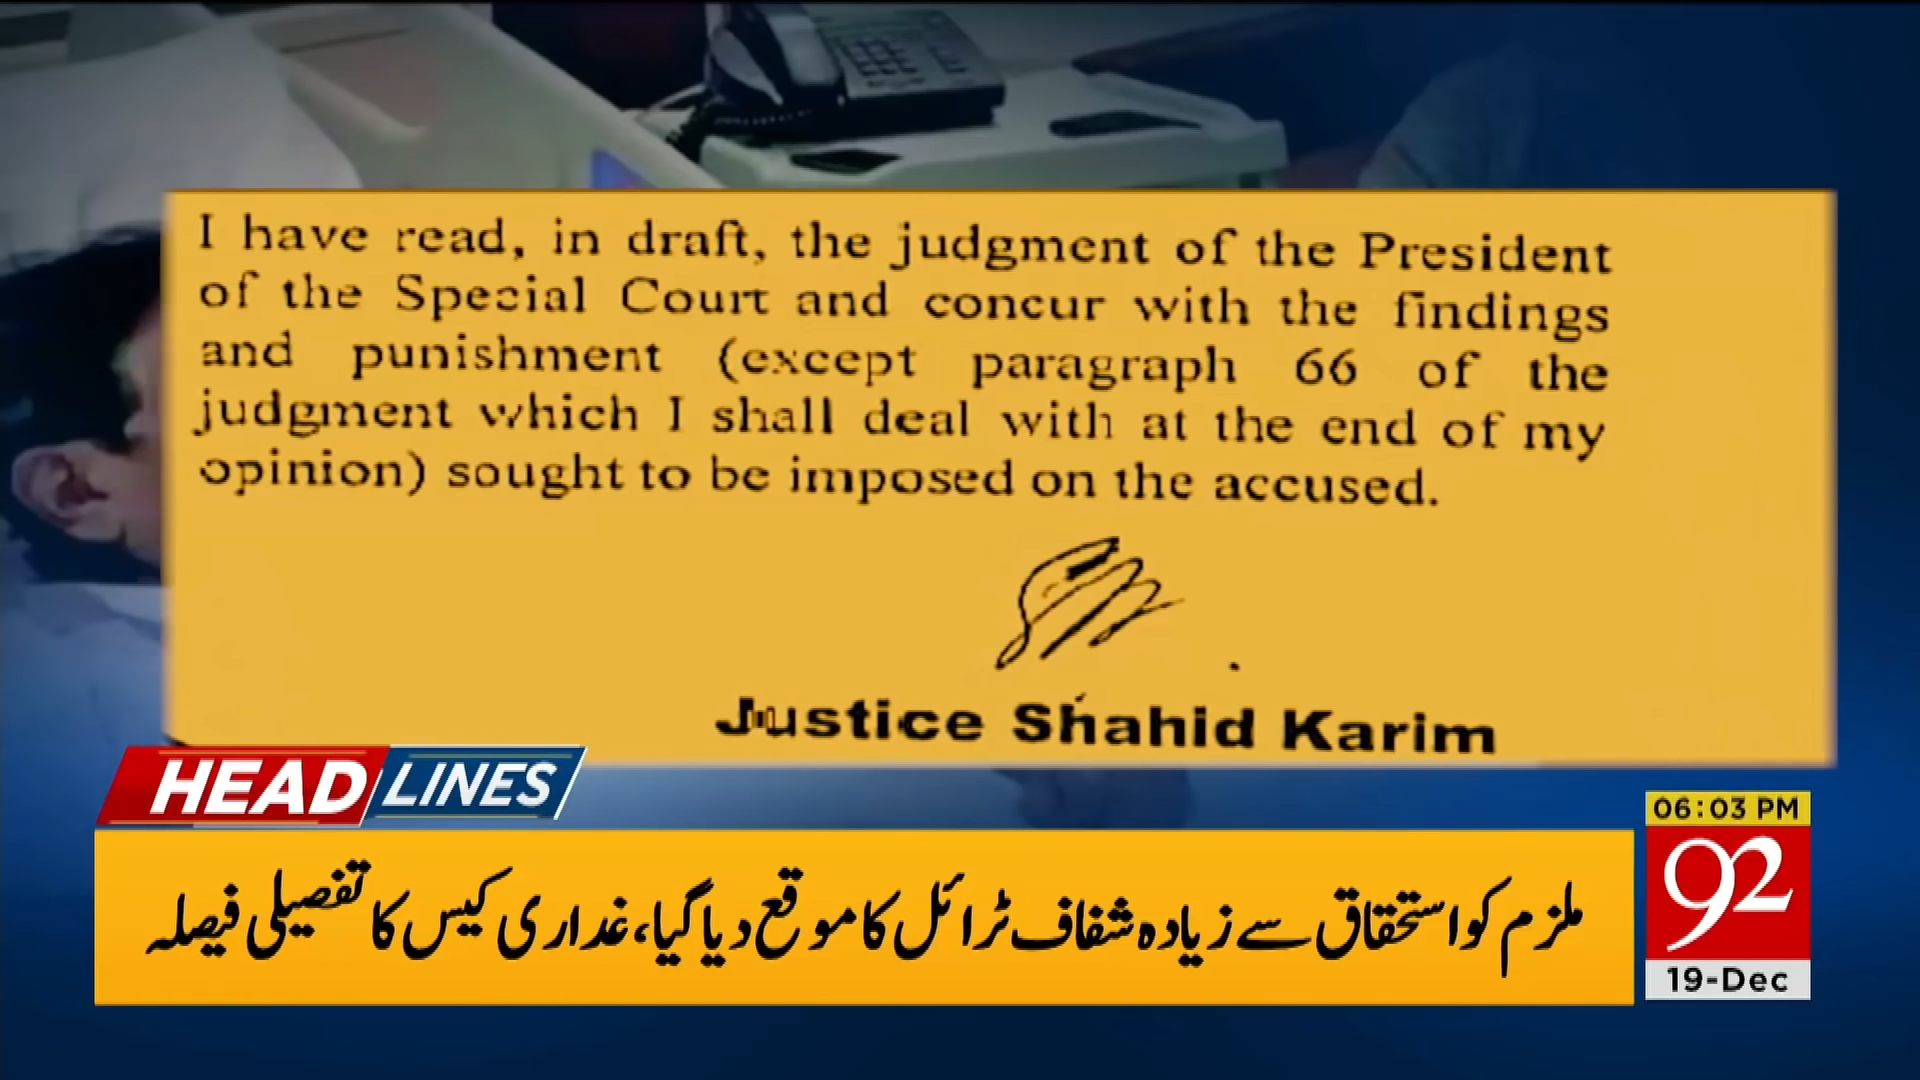 I have read, in draft, the judgment of the President
of the Special Court and concur with the findings
and punishment (except paragraph 66 of the
judgment which I shall deal with at the end of my
opinion) sought to be imposed on the accused.
Justice Shahid Karim
HEADLINES
ملزم کو استحقاق سے زیادہ شفاف ٹرائل کا موقع دیا گیا، غداری کیس کا تفصیلی فیصلہ
06:03 PM
92
19-Dec